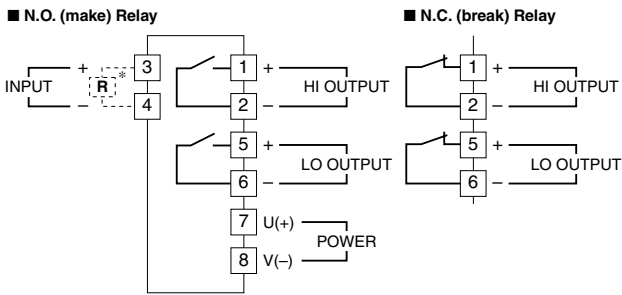 ■ N.O. (make) Relay
INPUT
+
–
R
*
3
4
1
+
2
–
HI OUTPUT
5
+
6
–
LO OUTPUT
7
U(+)
8
V(–)
POWER
■ N.C. (break) Relay
1
+
2
–
HI OUTPUT
5
+
6
–
LO OUTPUT